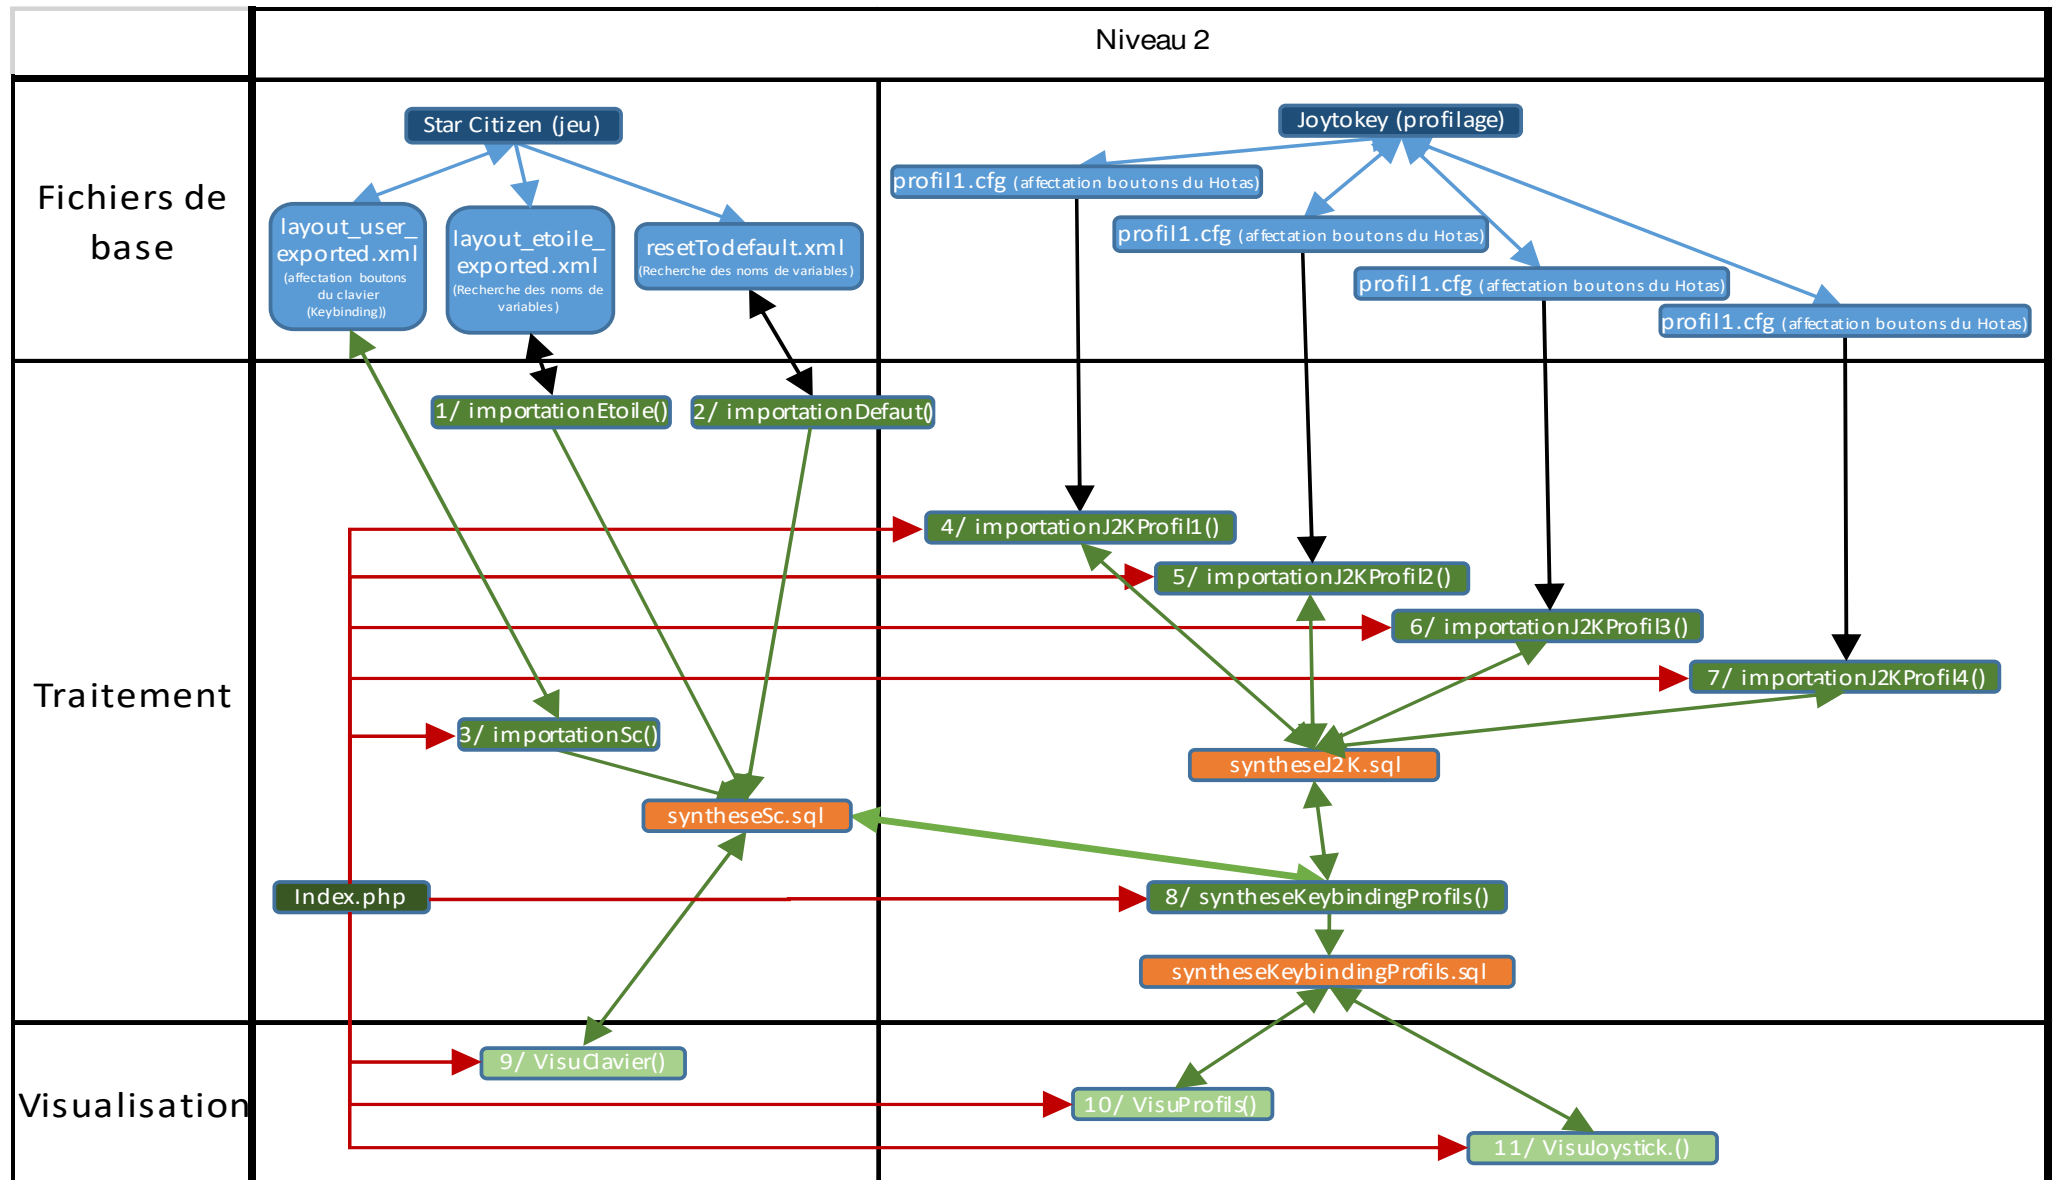 Niveau 2
Fichiers de
base
Star Citizen (jeu)
layout_user_
exported.xml
(affectation boutons
du clavier
(Keybinding))
layout_etoile_
exported.xml
(Recherche des noms de
variables)
resetTodefault.xml
(Recherche des noms de variables)
Joytokey (profilage)
profil1.cfg (affectation boutons du Hotas)
profil1.cfg (affectation boutons du Hotas)
profil1.cfg (affectation boutons du Hotas)
profil1.cfg (affectation boutons du Hotas)
Traitement
1/ importationEtoile()
2/ importationDefaut()
4/ importationJ2KProfil1()
5/ importationJ2KProfil2()
6/ importationJ2KProfil3()
7/ importationJ2KProfil4()
3/ importationSc()
syntheseJ2K.sql
syntheseSc.sql
Index.php
8/ syntheseKeybindingProfils()
syntheseKeybindingProfils.sql
Visualisation
9/ VisuClavier()
10/ VisuProfils()
11/ VisuJoystick.()